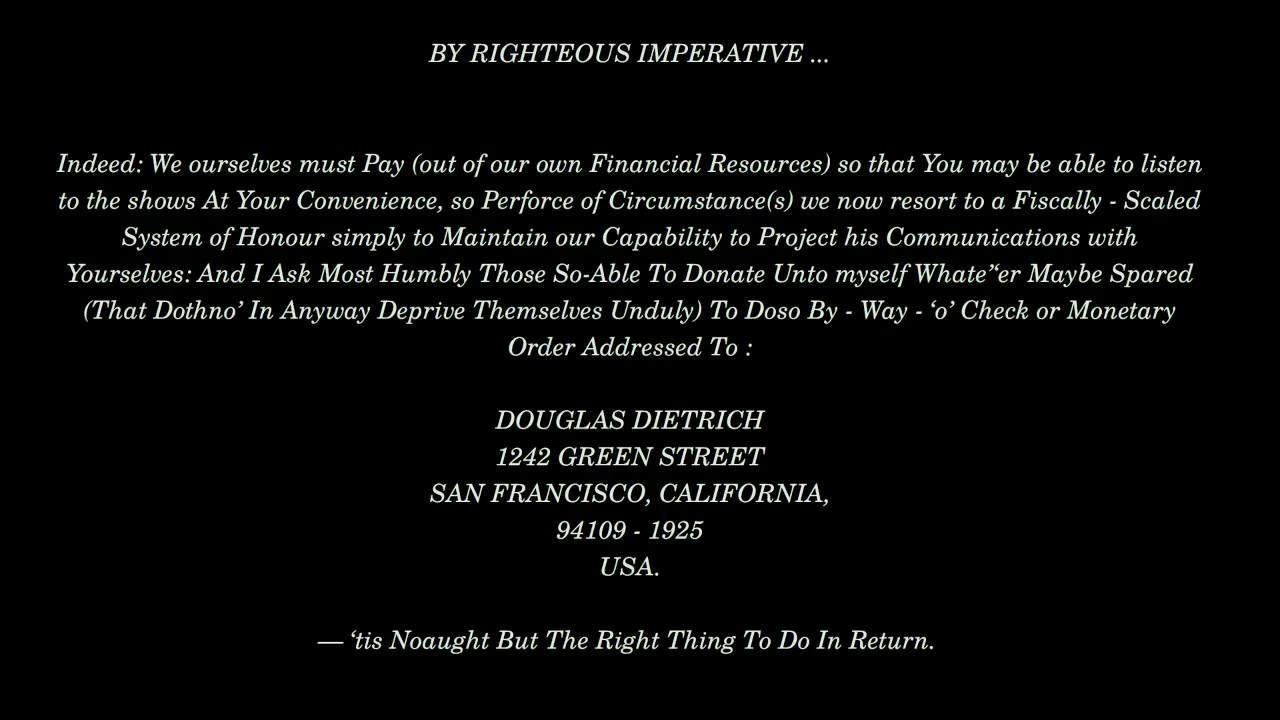 BY RIGHTEOUS IMPERATIVE ...
Indeed: We ourselves must Pay (out of our own Financial Resources) so that You may be able to listen
to the shows At Your Convenience, so Perforce of Circumstance(s) we now resort to a Fiscally - Scaled
System of Honour simply to Maintain our Capability to Project his Communications with
Yourselves: And I Ask Most Humbly Those So-Able To Donate Unto myself Whate”er Maybe Spared
(That Dothno’ In Anyway Deprive Themselves Unduly) To Doso By - Way - ‘o’ Check or Monetary
Order Addressed To :
DOUGLAS DIETRICH
1242 GREEN STREET
SAN FRANCISCO, CALIFORNIA,
94109 - 1925
USA.
— ‘tis Noaught But The Right Thing To Do In Return.